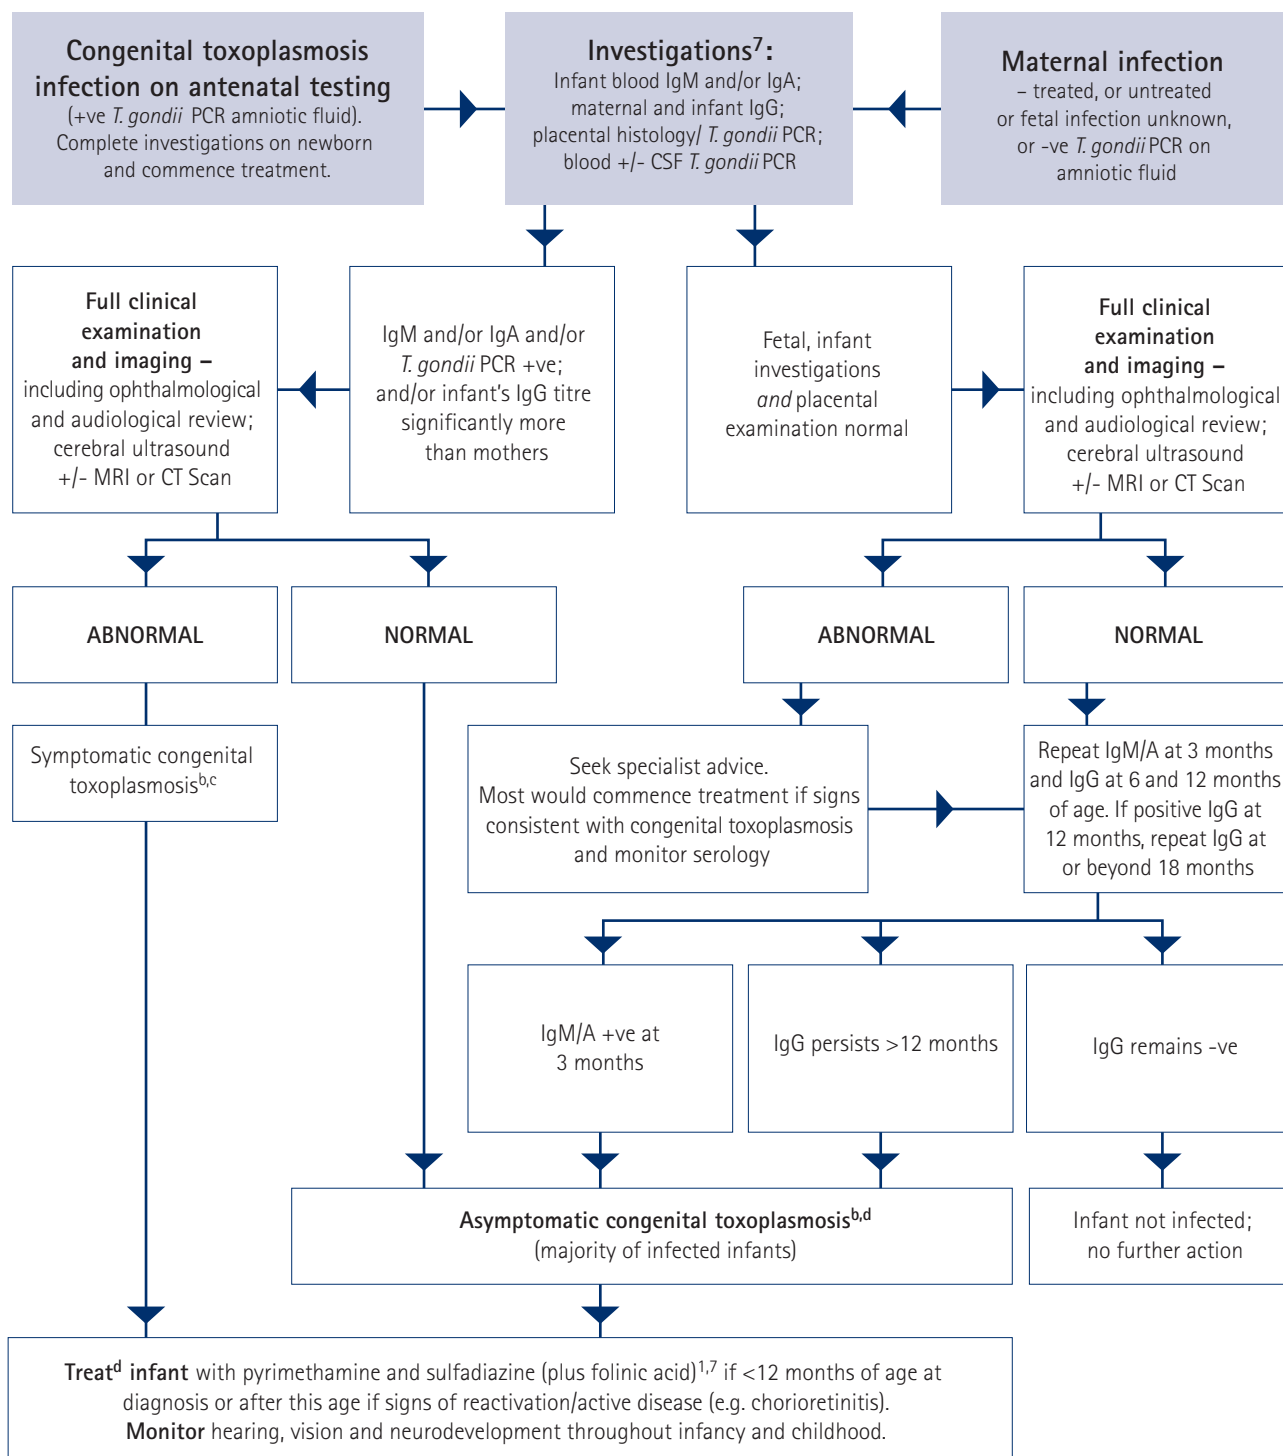 Congenital toxoplasmosis
infection on antenatal testing
(+ve T. gondii PCR amniotic fluid).
Complete investigations on newborn
and commence treatment.
Investigations7:
Infant blood IgM and/or IgA;
maternal and infant IgG;
placental histology/ T. gondii PCR;
blood +/- CSF T. gondii PCR
Maternal infection
– treated, or untreated
or fetal infection unknown,
or -ve T. gondii PCR on
amniotic fluid
Full clinical
examination
and imaging –
including ophthalmological
and audiological review;
cerebral ultrasound
+/- MRI or CT Scan
IgM and/or IgA and/or
T. gondii PCR +ve;
and/or infant's IgG titre
significantly more
than mothers
Fetal, infant
investigations
and placental
examination normal
Full clinical
examination
and imaging –
including ophthalmological
and audiological review;
cerebral ultrasound
+/- MRI or CT Scan
ABNORMAL
NORMAL
ABNORMAL
NORMAL
Symptomatic congenital
toxoplasmosisb,c
Seek specialist advice.
Most would commence treatment if signs
consistent with congenital toxoplasmosis
and monitor serology
Repeat IgM/A at 3 months
and IgG at 6 and 12 months
of age. If positive IgG at
12 months, repeat IgG at
or beyond 18 months
IgM/A +ve at
3 months
IgG persists >12 months
IgG remains -ve
Asymptomatic congenital toxoplasmosisb,d
(majority of infected infants)
Infant not infected;
no further action
Treatd infant with pyrimethamine and sulfadiazine (plus folinic acid)1,7 if <12 months of age at
diagnosis or after this age if signs of reactivation/active disease (e.g. chorioretinitis).
Monitor hearing, vision and neurodevelopment throughout infancy and childhood.